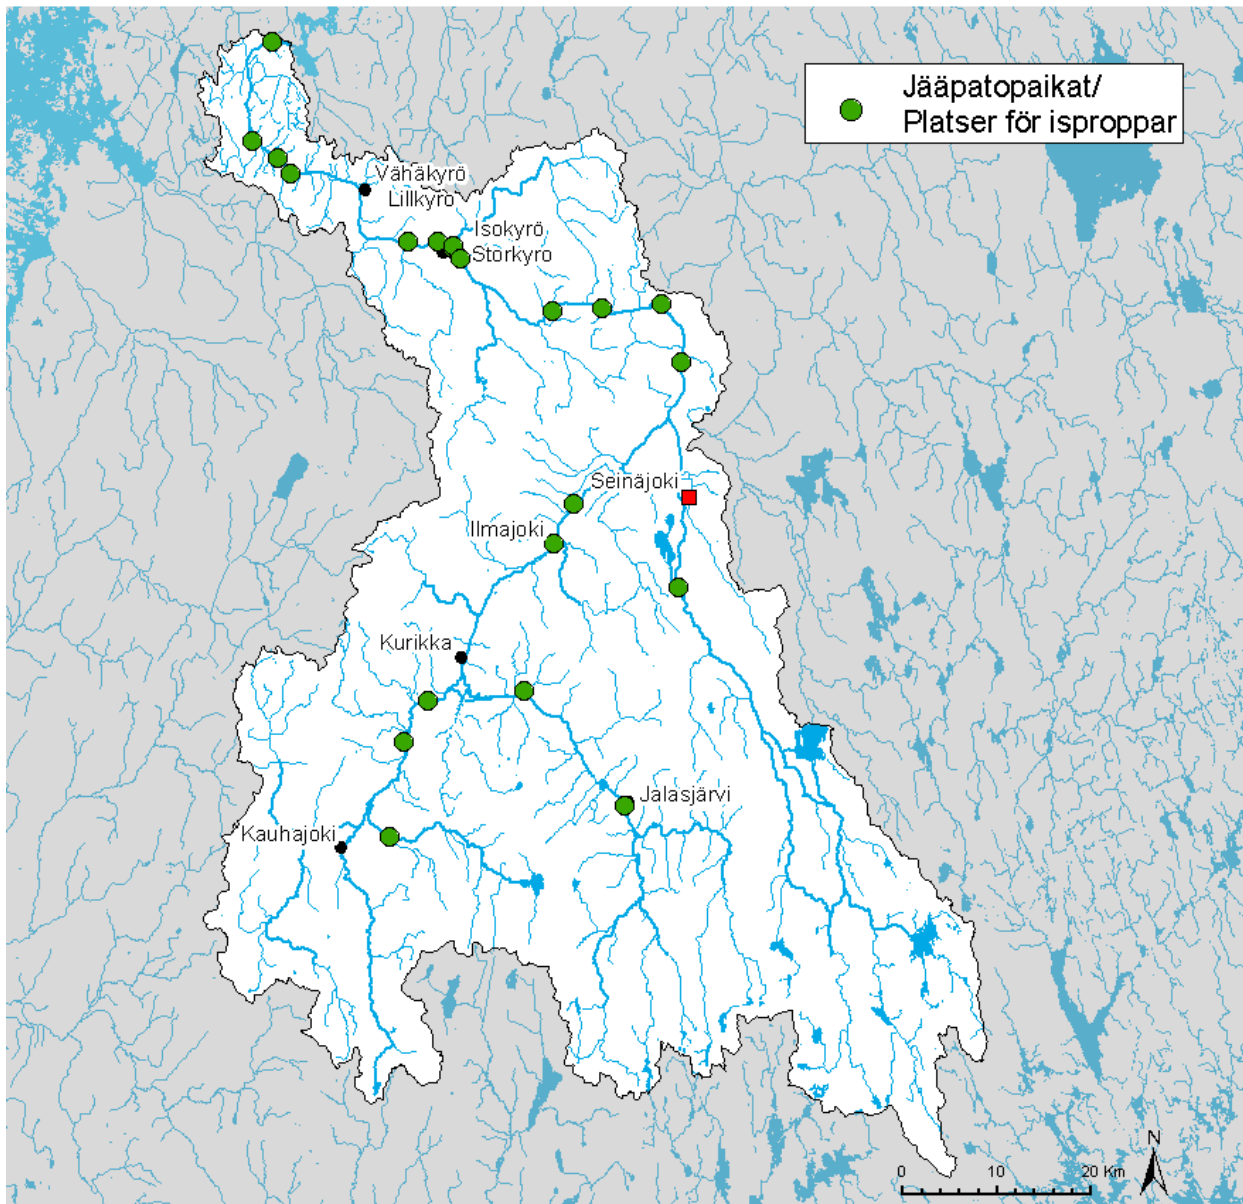 Jääpatopaikat/
Platser för isproppar
Vähäkyrö
Lillkyro
Isokyrö
Storkyro
Seinäjoki
Ilmajoki
Kurikka
Jalasjärvi
Kauhajoki
N
0 10 20 Km